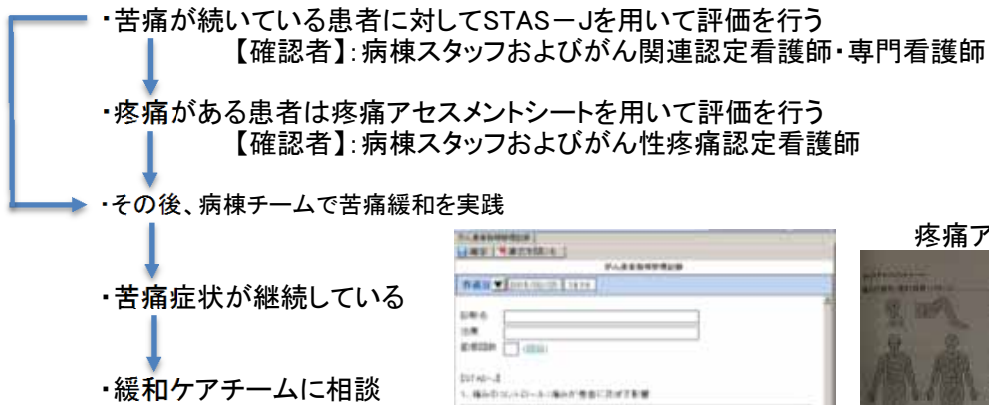 ・苦痛が続いている患者に対してSTAS－Jを用いて評価を行う
【確認者】：病棟スタッフおよびがん関連認定看護師・専門看護師
・疼痛がある患者は疼痛アセスメントシートを用いて評価を行う
【確認者】：病棟スタッフおよびがん性疼痛認定看護師
・その後、病棟チームで苦痛緩和を実践
疼痛ア
・苦痛症状が継続している
・緩和ケアチームに相談